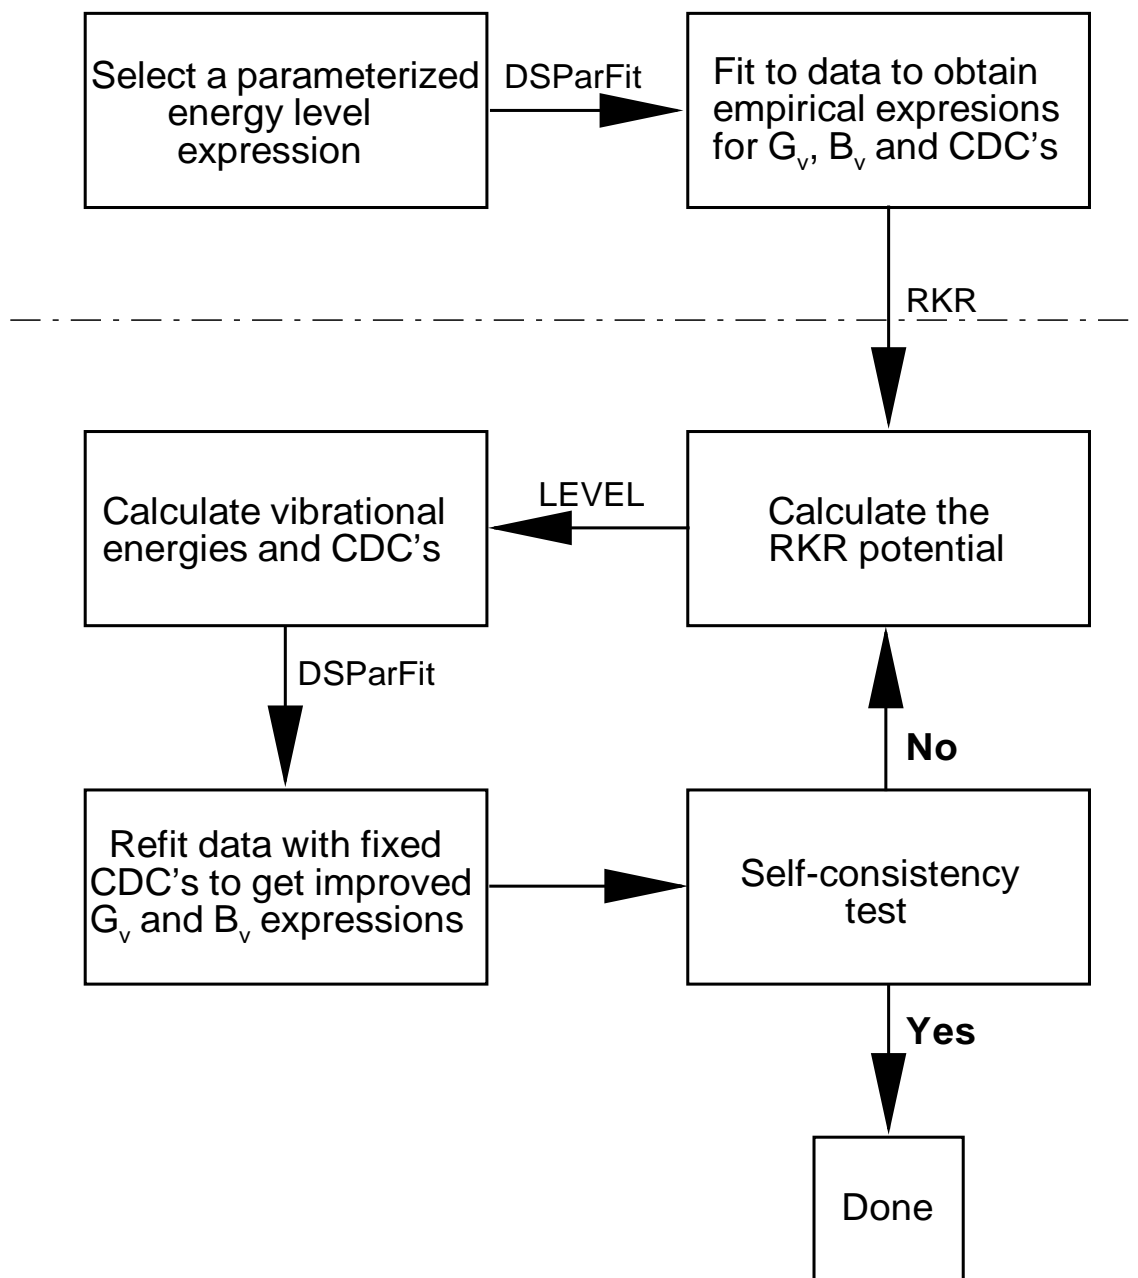 Select a parameterized
energy level
expression
DSParFit
Fit to data to obtain
empirical expresions
for Gv, Bv and CDC's
RKR
Calculate vibrational
energies and CDC's
LEVEL
Calculate the
RKR potential
DSParFit
No
Refit data with fixed
CDC's to get improved
Gv and Bv expressions
Self-consistency
test
Yes
Done